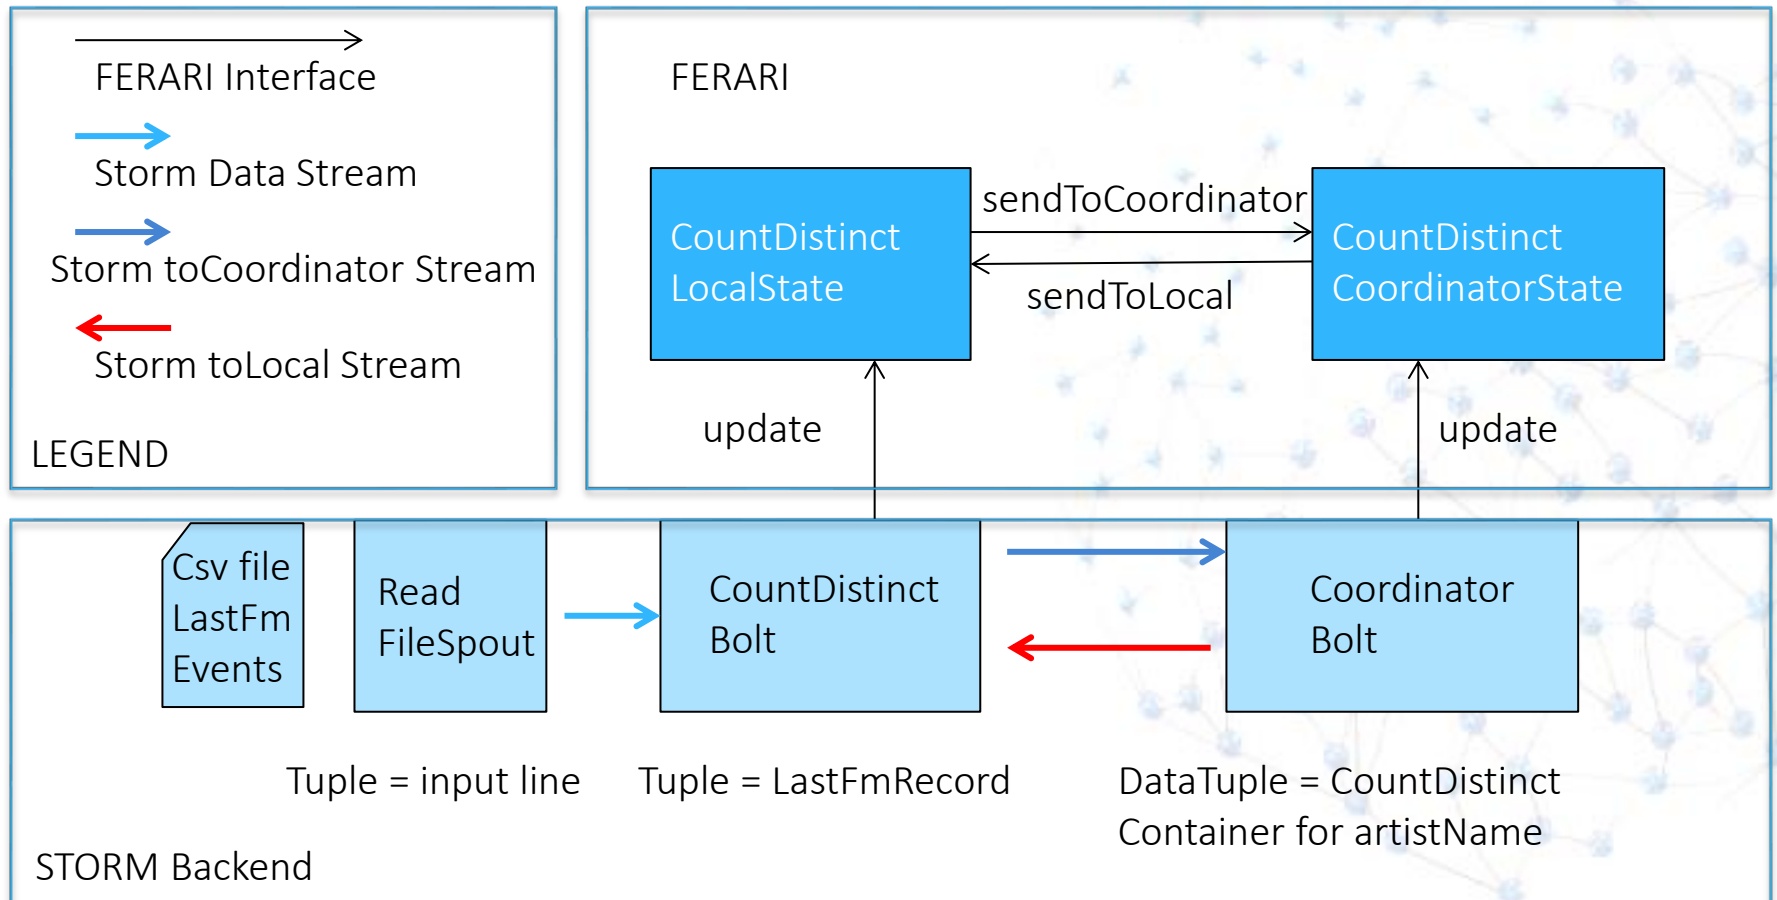 FERARI Interface
Storm Data Stream
Storm toCoordinator Stream
Storm toLocal Stream
LEGEND
FERARI
CountDistinct
LocalState
sendToCoordinator
sendToLocal
CountDistinct
CoordinatorState
update
update
Csv file
LastFm
Events
Read
FileSpout
CountDistinct
Bolt
Coordinator
Bolt
Tuple = input line
Tuple = LastFmRecord
DataTuple = CountDistinct
Container for artistName
STORM Backend